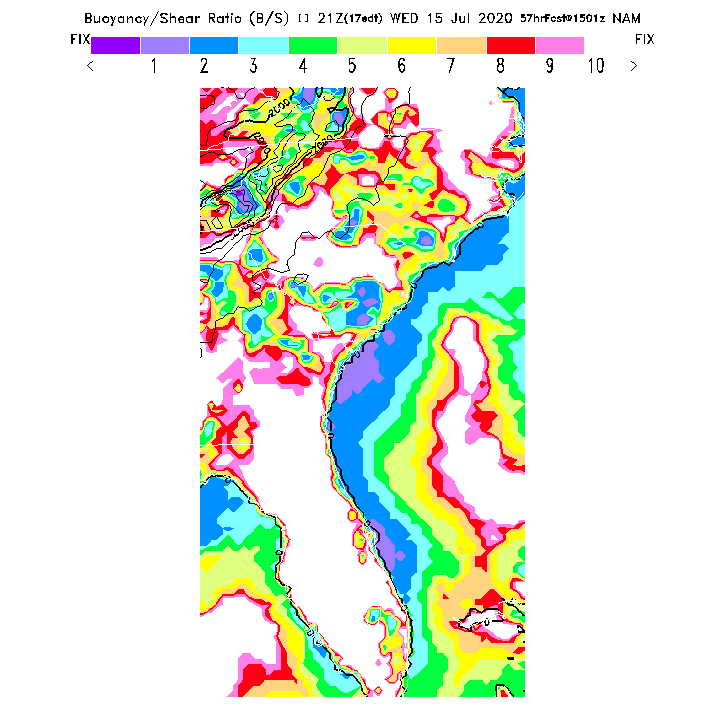 Buoyancy/Shear Ratio (B/S) [] 21Z(17edt) WED 15 Jul 2020 57hrFcst@1501z NAM
FIX FIX
< 1 2 3 4 5 6 7 8 9 10 >
2000